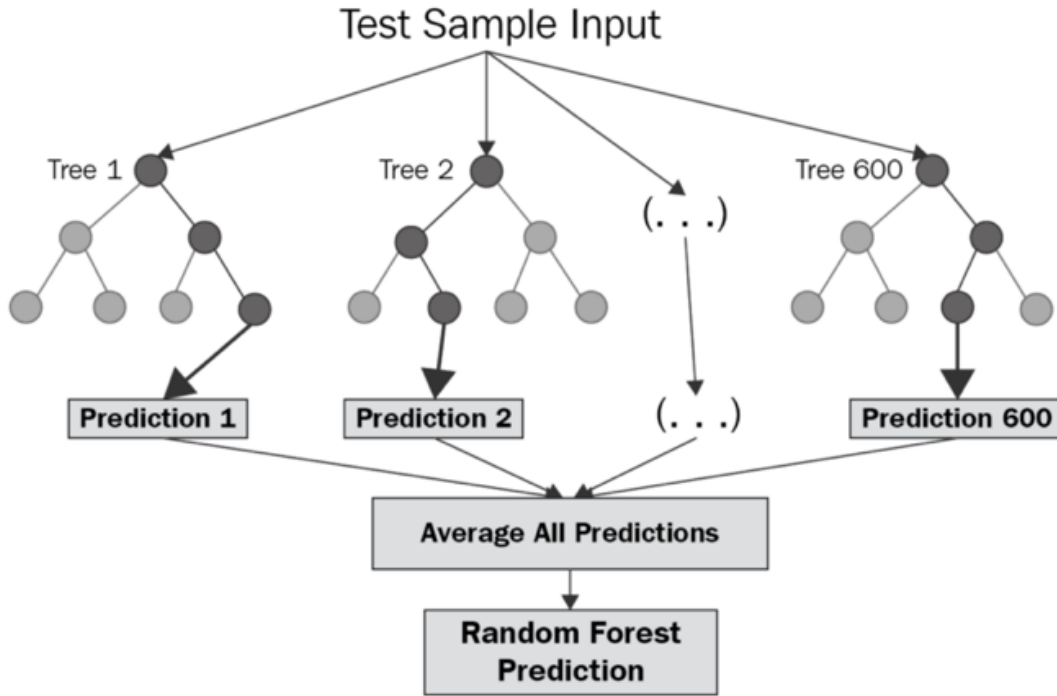 Test Sample Input
Tree 1
Tree 2
Tree 600
(. . .)
Prediction 1
Prediction 2
(. . .)
Prediction 600
Average All Predictions
Random Forest
Prediction